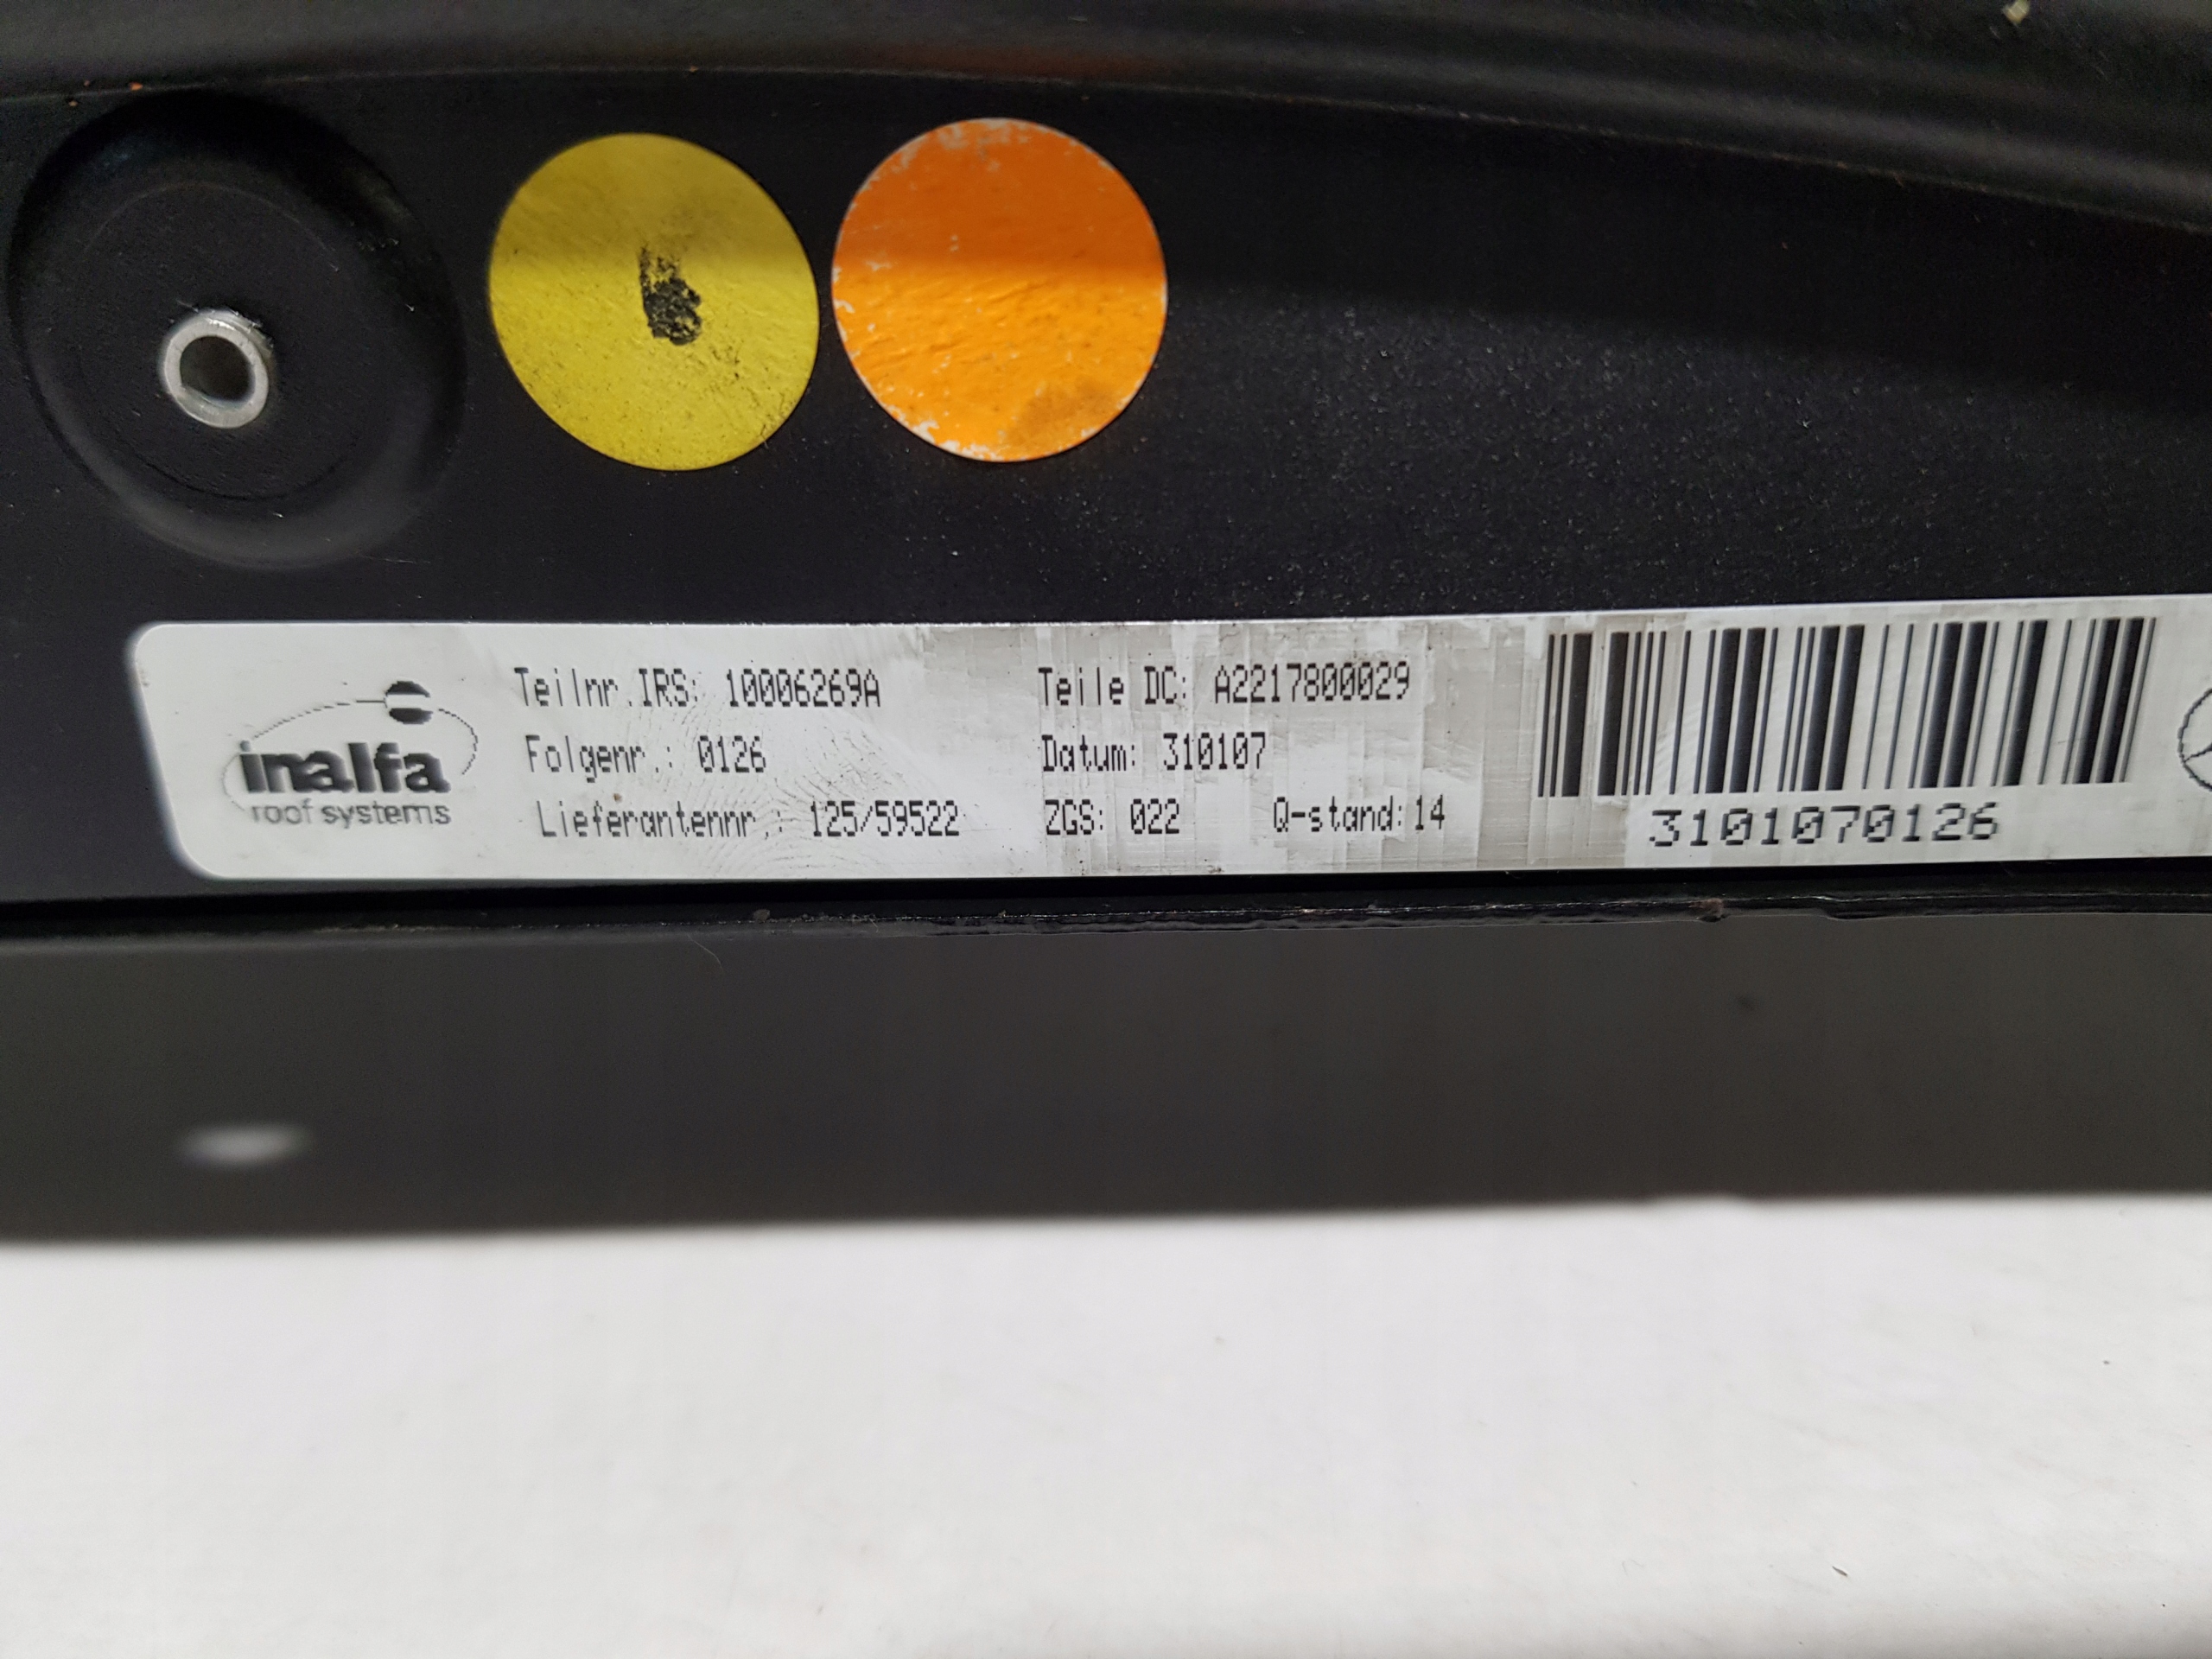 inalfa
roof systems
Teilnr.IRS: 10006269A
Folgenr.: 0126
Lieferantennr.: 125/59522
Teile DC: A2217800029
Datum: 310107
ZGS: 022 Q-stand:14
3101070126